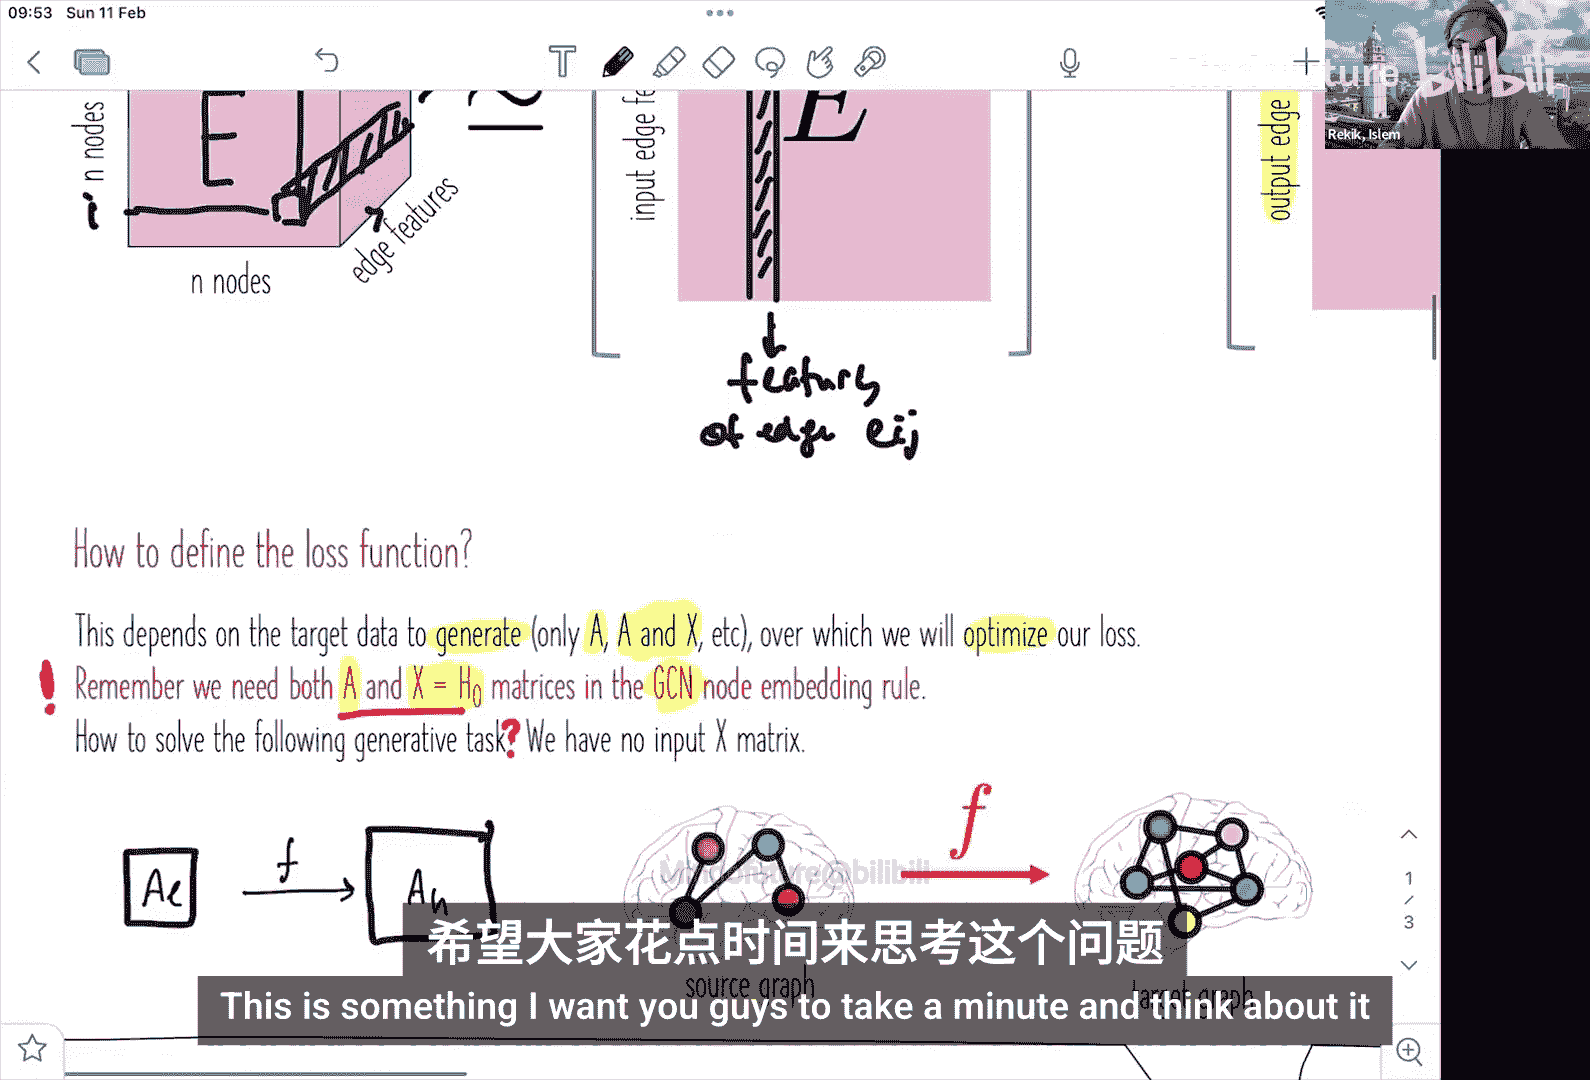 09:53 Sun 11 Feb
ture bilibili
Rekik, Islem
n nodes
E
i
n nodes
edge features
input edge fe
E
output edge
features
of edge eij
How to define the loss function?
This depends on the target data to generate (only A, A and X, etc), over which we will optimize our loss.
! Remember we need both A and X = H0 matrices in the GCN node embedding rule.
How to solve the following generative task? We have no input X matrix.
Al
f
Ah
f
@bilibili
1
/
3
source graph
target graph
希望大家花点时间来思考这个问题
This is something I want you guys to take a minute and think about it